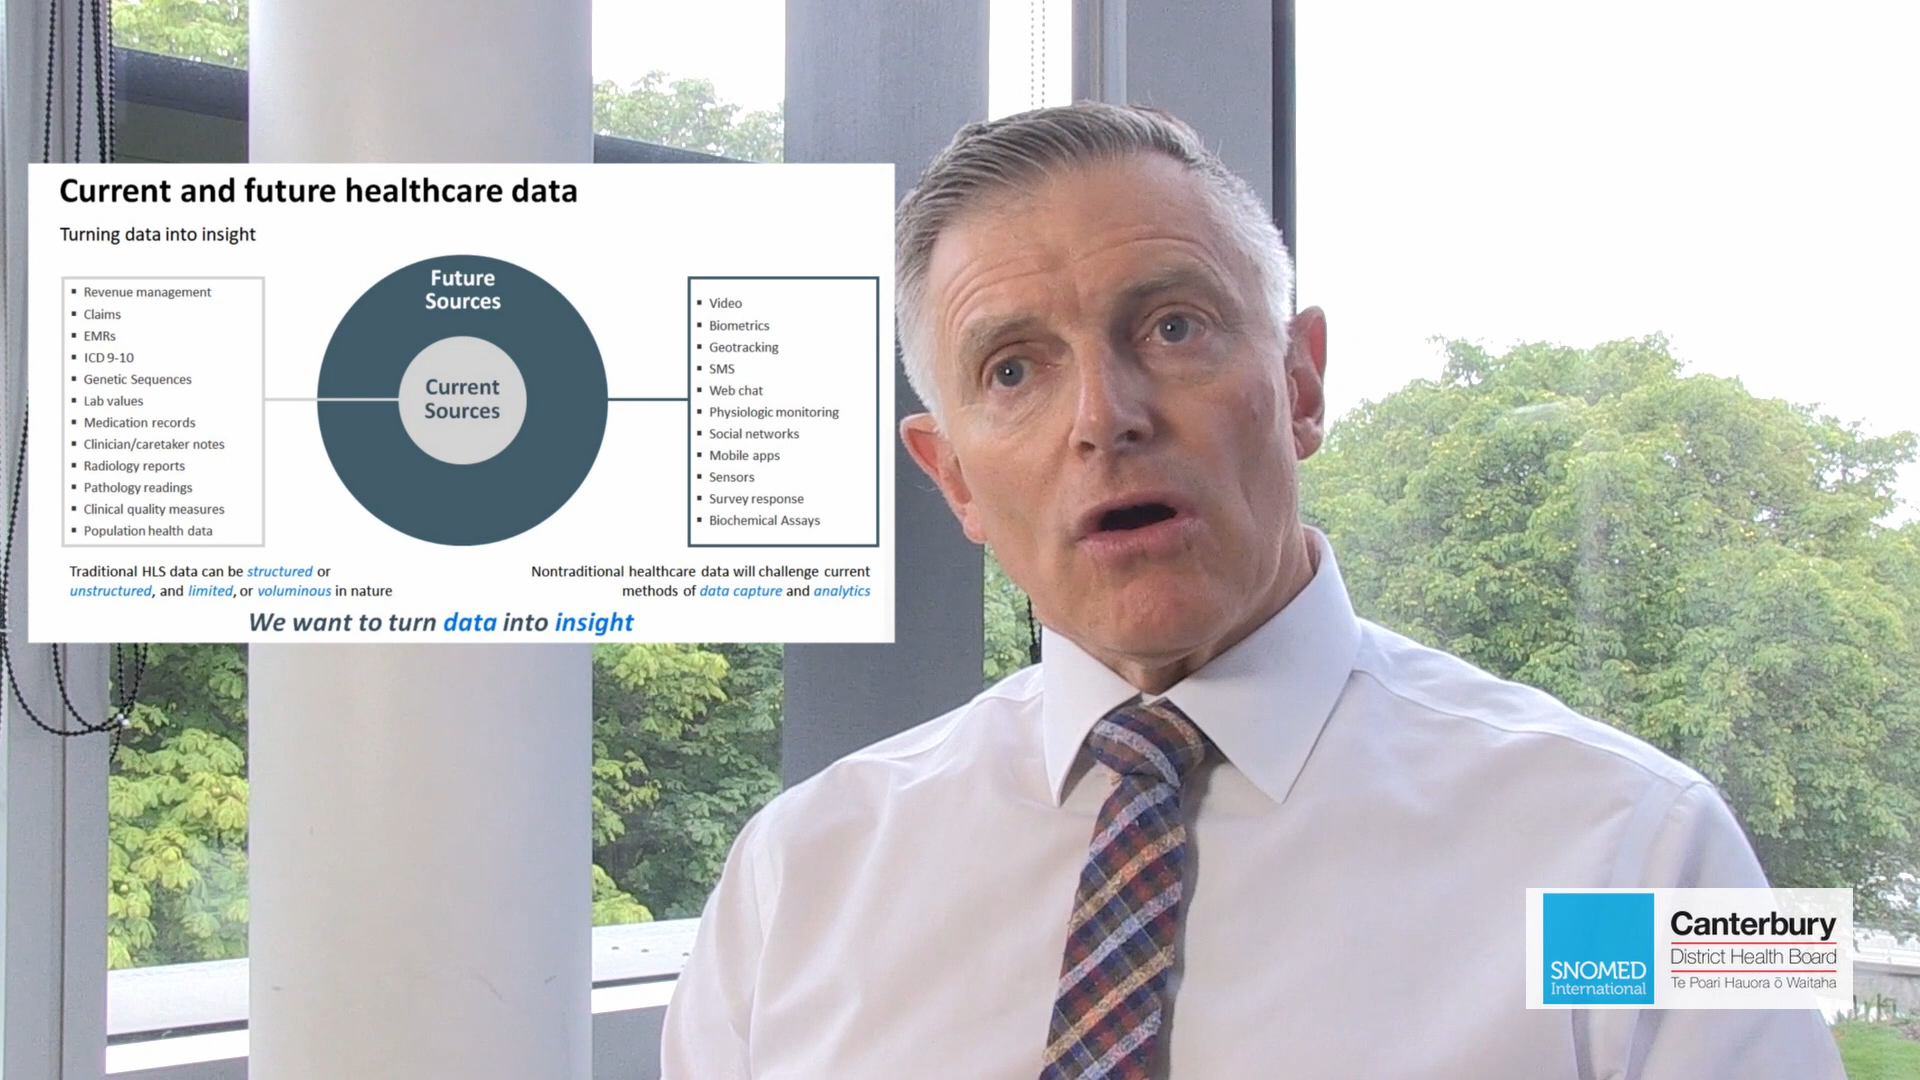 Current and future healthcare data
Turning data into insight
Revenue management
Claims
EMRs
ICD 9-10
Genetic Sequences
Lab values
Medication records
Clinician/caretaker notes
Radiology reports
Pathology readings
Clinical quality measures
Population health data
Future
Sources
Current
Sources
Video
Biometrics
Geotracking
SMS
Web chat
Physiologic monitoring
Social networks
Mobile apps
Sensors
Survey response
Biochemical Assays
Traditional HLS data can be structured or
unstructured, and limited, or voluminous in nature
Nontraditional healthcare data will challenge current
methods of data capture and analytics
We want to turn data into insight
SNOMED
International
Canterbury
District Health Board
Te Poari Hauora ō Waitaha